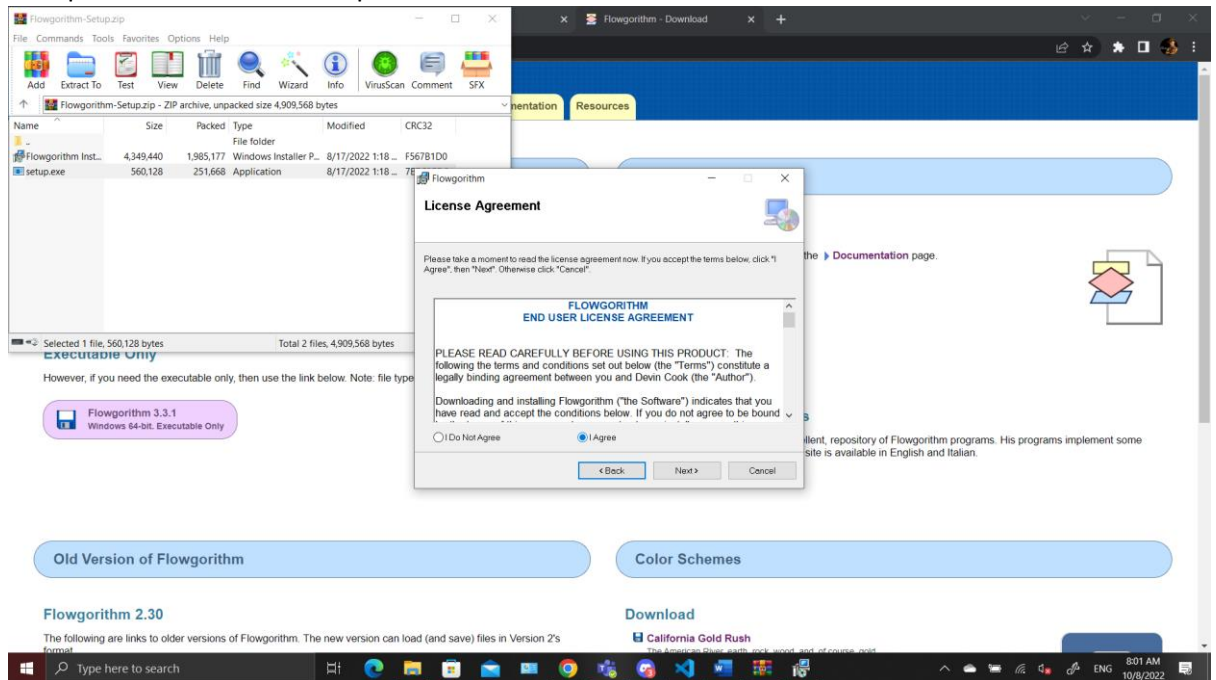 Flowgorithm-Setup.zip
File Commands Tools Favorites Options Help
Add Extract To Test View Delete Find Wizard Info VirusScan Comment SFX
Flowgorithm-Setup.zip - ZIP archive, unpacked size 4,909,568 bytes
Name Size Packed Type Modified CRC32
File folder
Flowgorithm Inst... 4,349,440 1,985,177 Windows Installer P... 8/17/2022 1:18 ... F567B1D0
setup.exe 560,128 251,668 Application 8/17/2022 1:18 ...
Selected 1 file, 560,128 bytes Total 2 files, 4,909,568 bytes
Flowgorithm - Download
mentation Resources
the Documentation page.
Flowgorithm
License Agreement
Please take a moment to read the license agreement now. If you accept the terms below, click "I
Agree", then "Next". Otherwise click "Cancel".
FLOWGORITHM
END USER LICENSE AGREEMENT
PLEASE READ CAREFULLY BEFORE USING THIS PRODUCT: The
following the terms and conditions set out below (the "Terms") constitute a
legally binding agreement between you and Devin Cook (the "Author").
Downloading and installing Flowgorithm ("the Software") indicates that you
have read and accept the conditions below. If you do not agree to be bound
I Do Not Agree I Agree
< Back Next > Cancel
Executable Only
However, if you need the executable only, then use the link below. Note: file type
Flowgorithm 3.3.1
Windows 64-bit. Executable Only
llent, repository of Flowgorithm programs. His programs implement some
site is available in English and Italian.
Old Version of Flowgorithm
Color Schemes
Flowgorithm 2.30
The following are links to older versions of Flowgorithm. The new version can load (and save) files in Version 2's
format.
Download
California Gold Rush
The American River, earth, rock, wood, and, of course, gold.
Type here to search
ENG
8:01 AM
10/8/2022